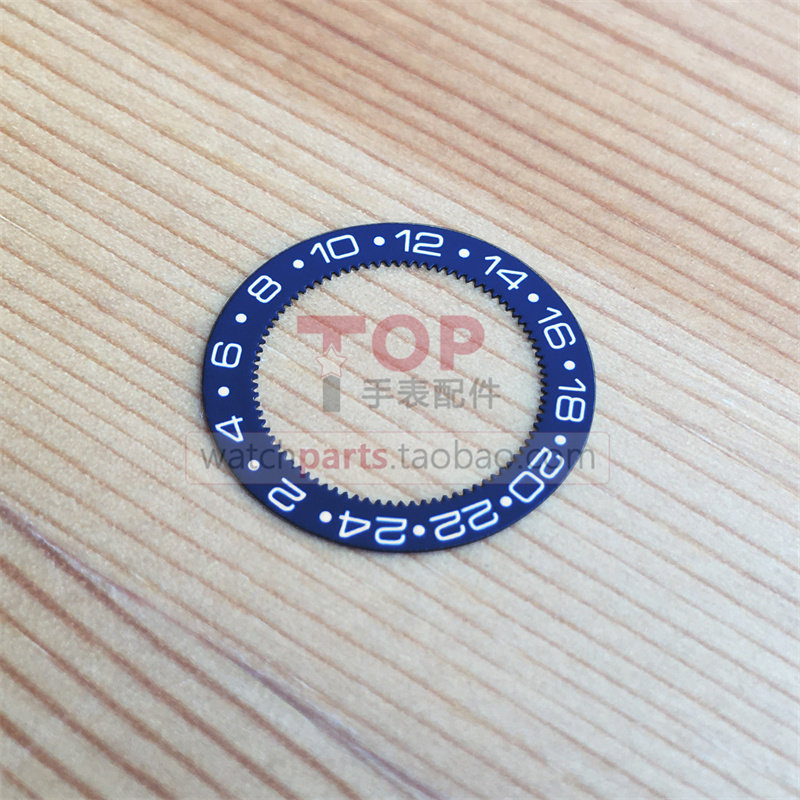 2 • 4 • 6 • 8 • 10 • 12 • 14 • 16 • 18 • 20 • 22 • 24 •
TOP
手表配件
watchparts.taobao.com